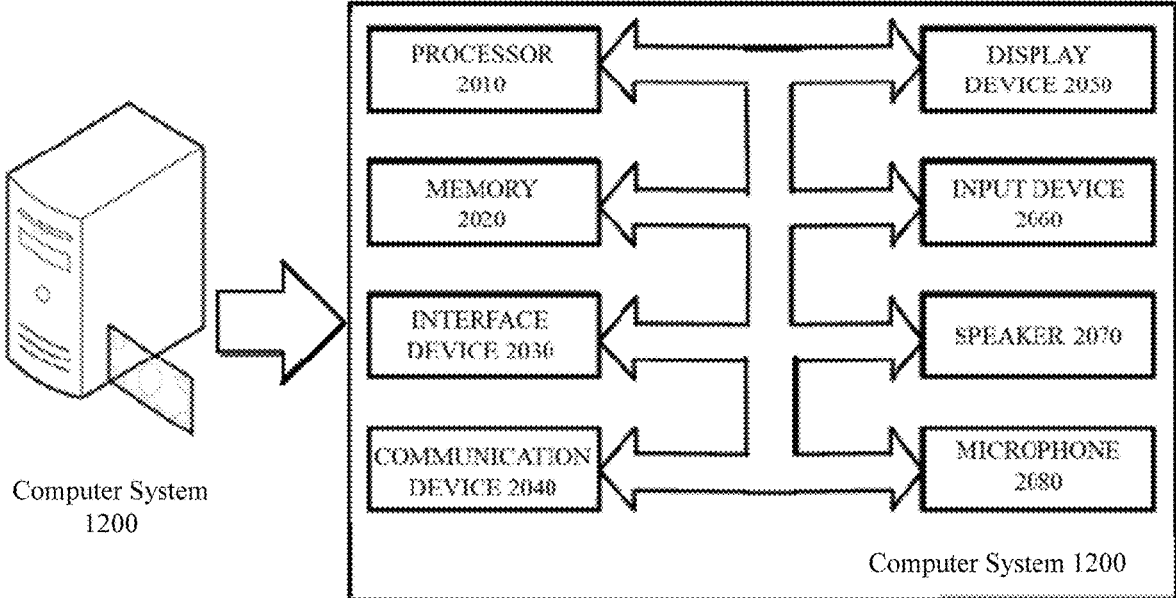 PROCESSOR
2010
DISPLAY
DEVICE 2050
MEMORY
2020
INPUT DEVICE
2060
INTERFACE
DEVICE 2030
SPEAKER 2070
COMMUNICATION
DEVICE 2040
MICROPHONE
2080
Computer System
1200
Computer System 1200